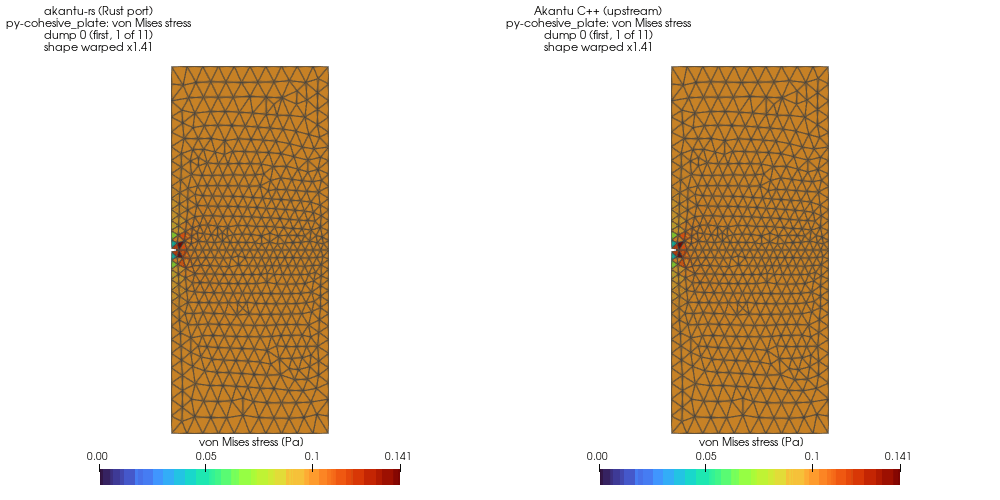 akantu-rs (Rust port)
py-cohesive_plate: von Mises stress
dump 0 (first, 1 of 11)
shape warped x1.41
von Mises stress (Pa)
0.00 0.05 0.1 0.141
Akantu C++ (upstream)
py-cohesive_plate: von Mises stress
dump 0 (first, 1 of 11)
shape warped x1.41
von Mises stress (Pa)
0.00 0.05 0.1 0.141